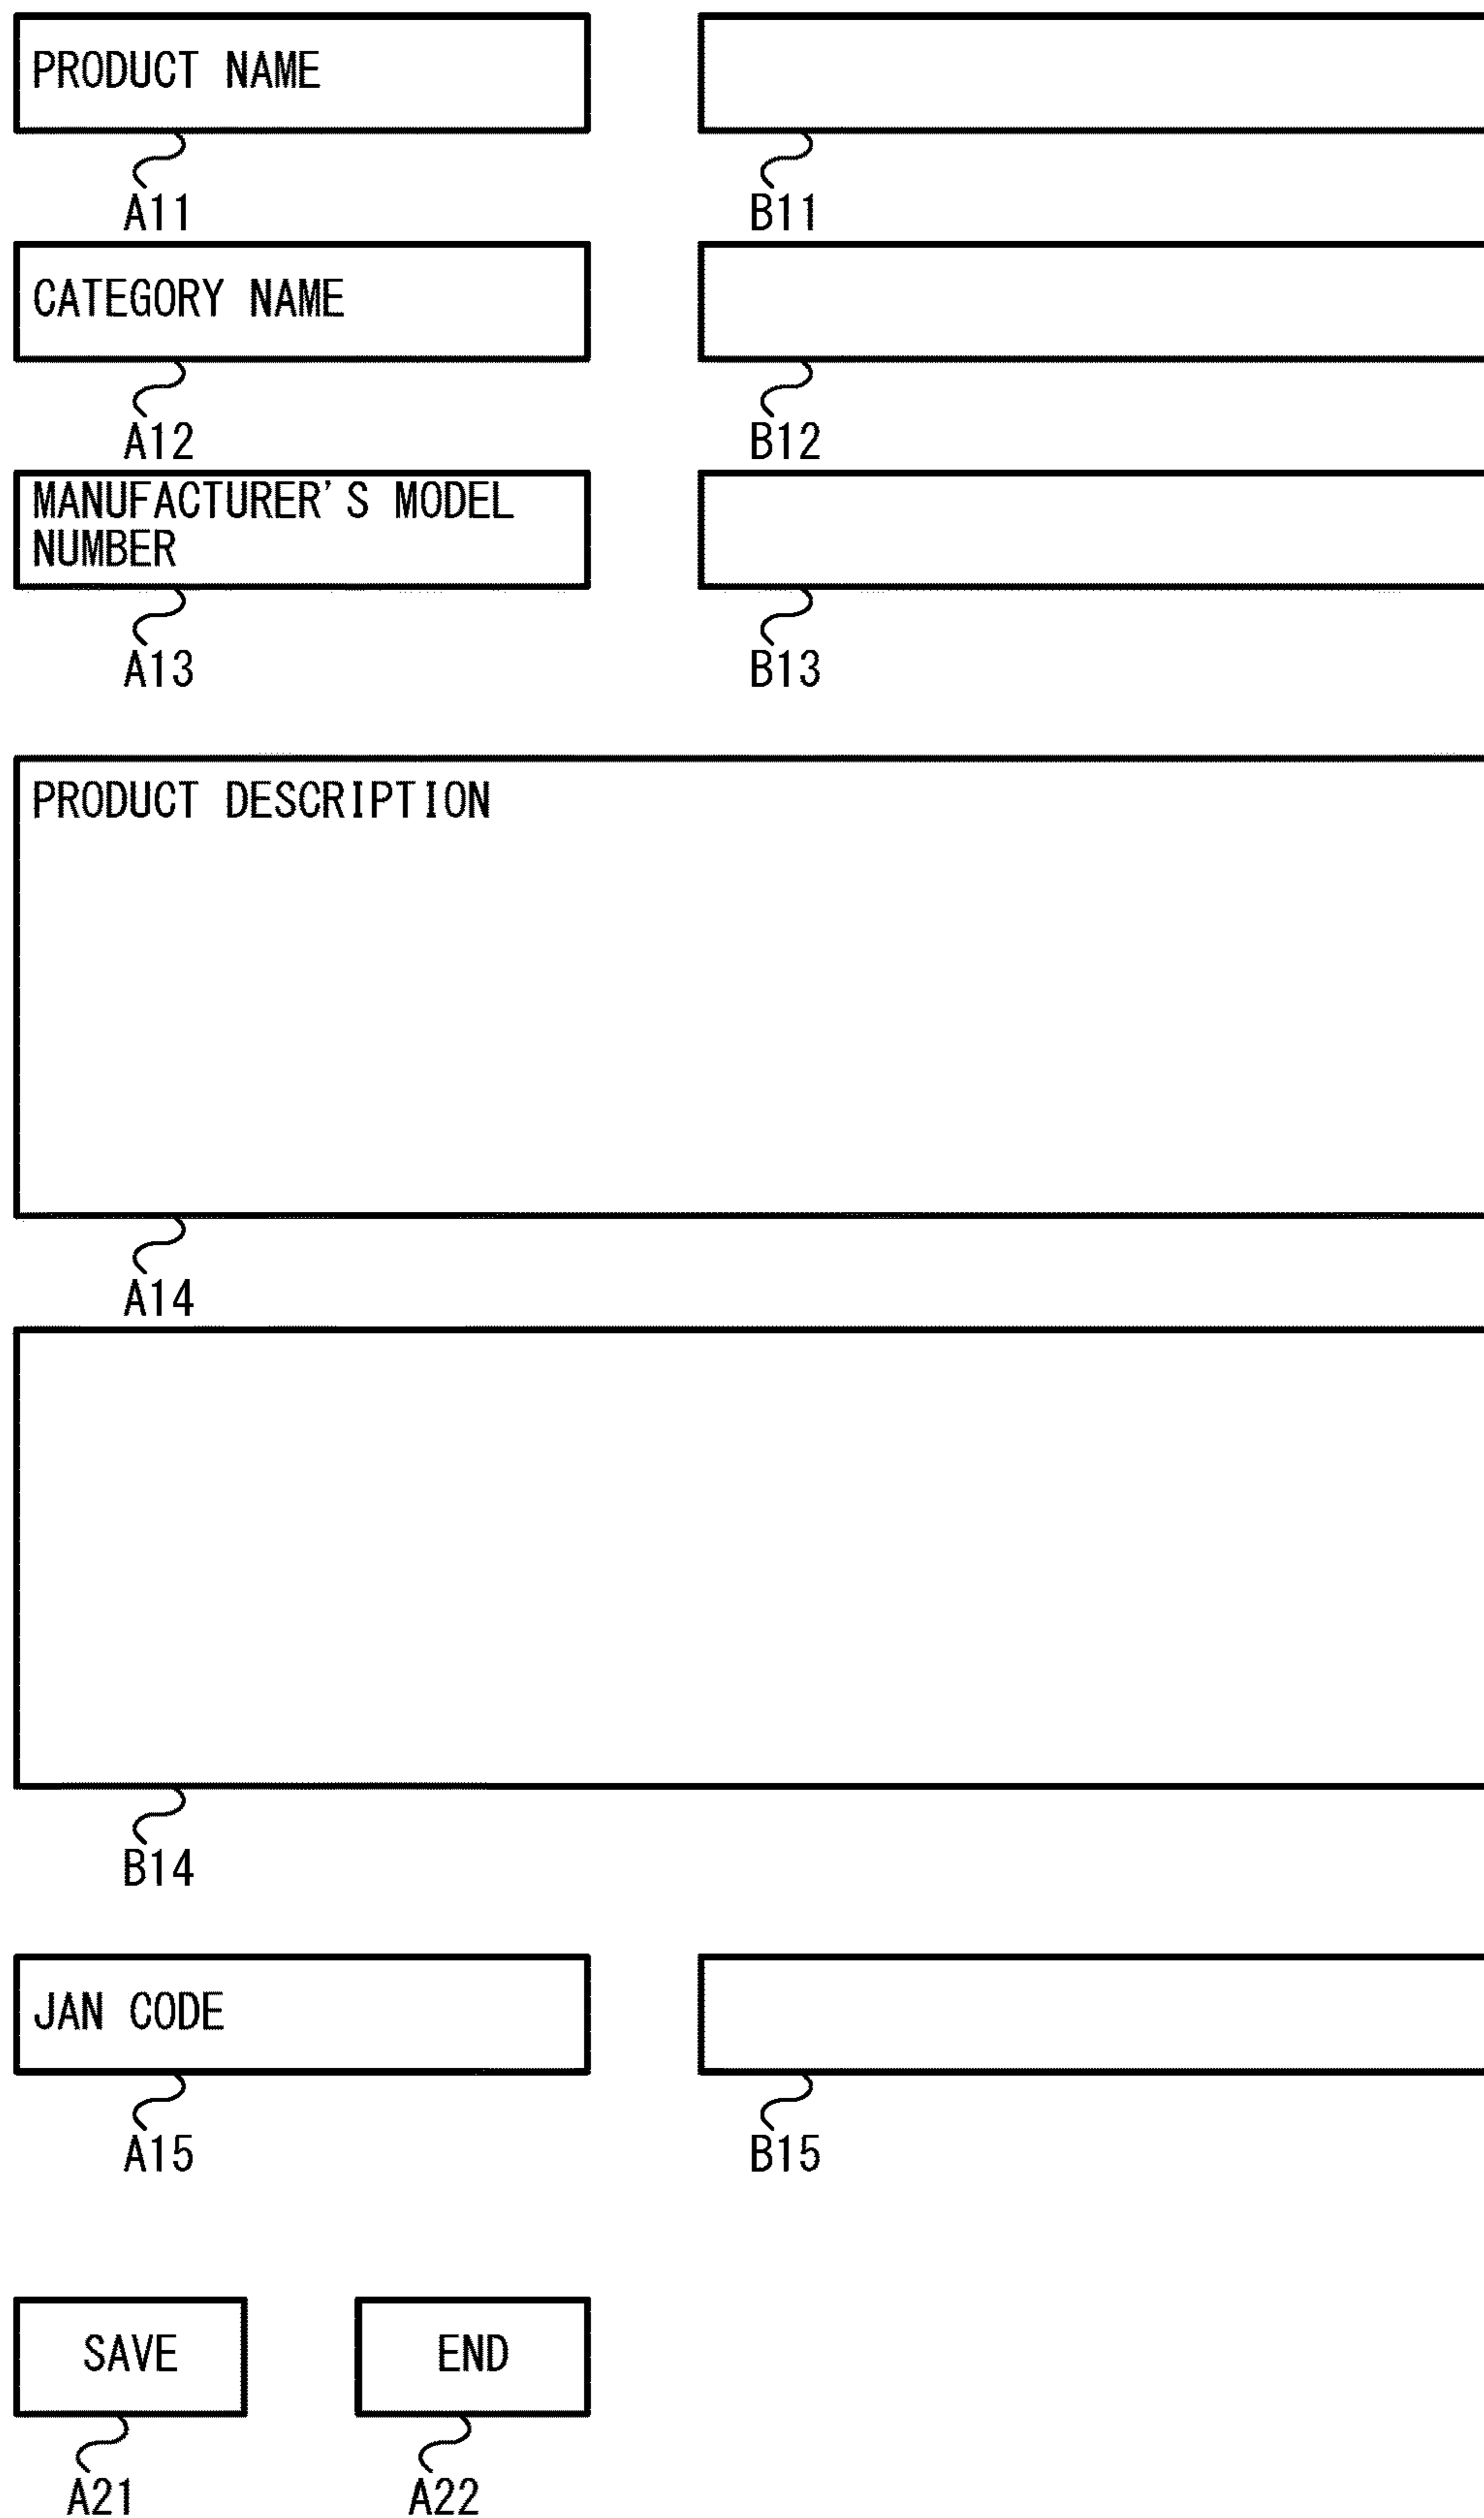 PRODUCT NAME
A11
B11
CATEGORY NAME
A12
B12
MANUFACTURER'S MODEL
NUMBER
A13
B13
PRODUCT DESCRIPTION
A14
B14
JAN CODE
A15
B15
SAVE
END
A21
A22